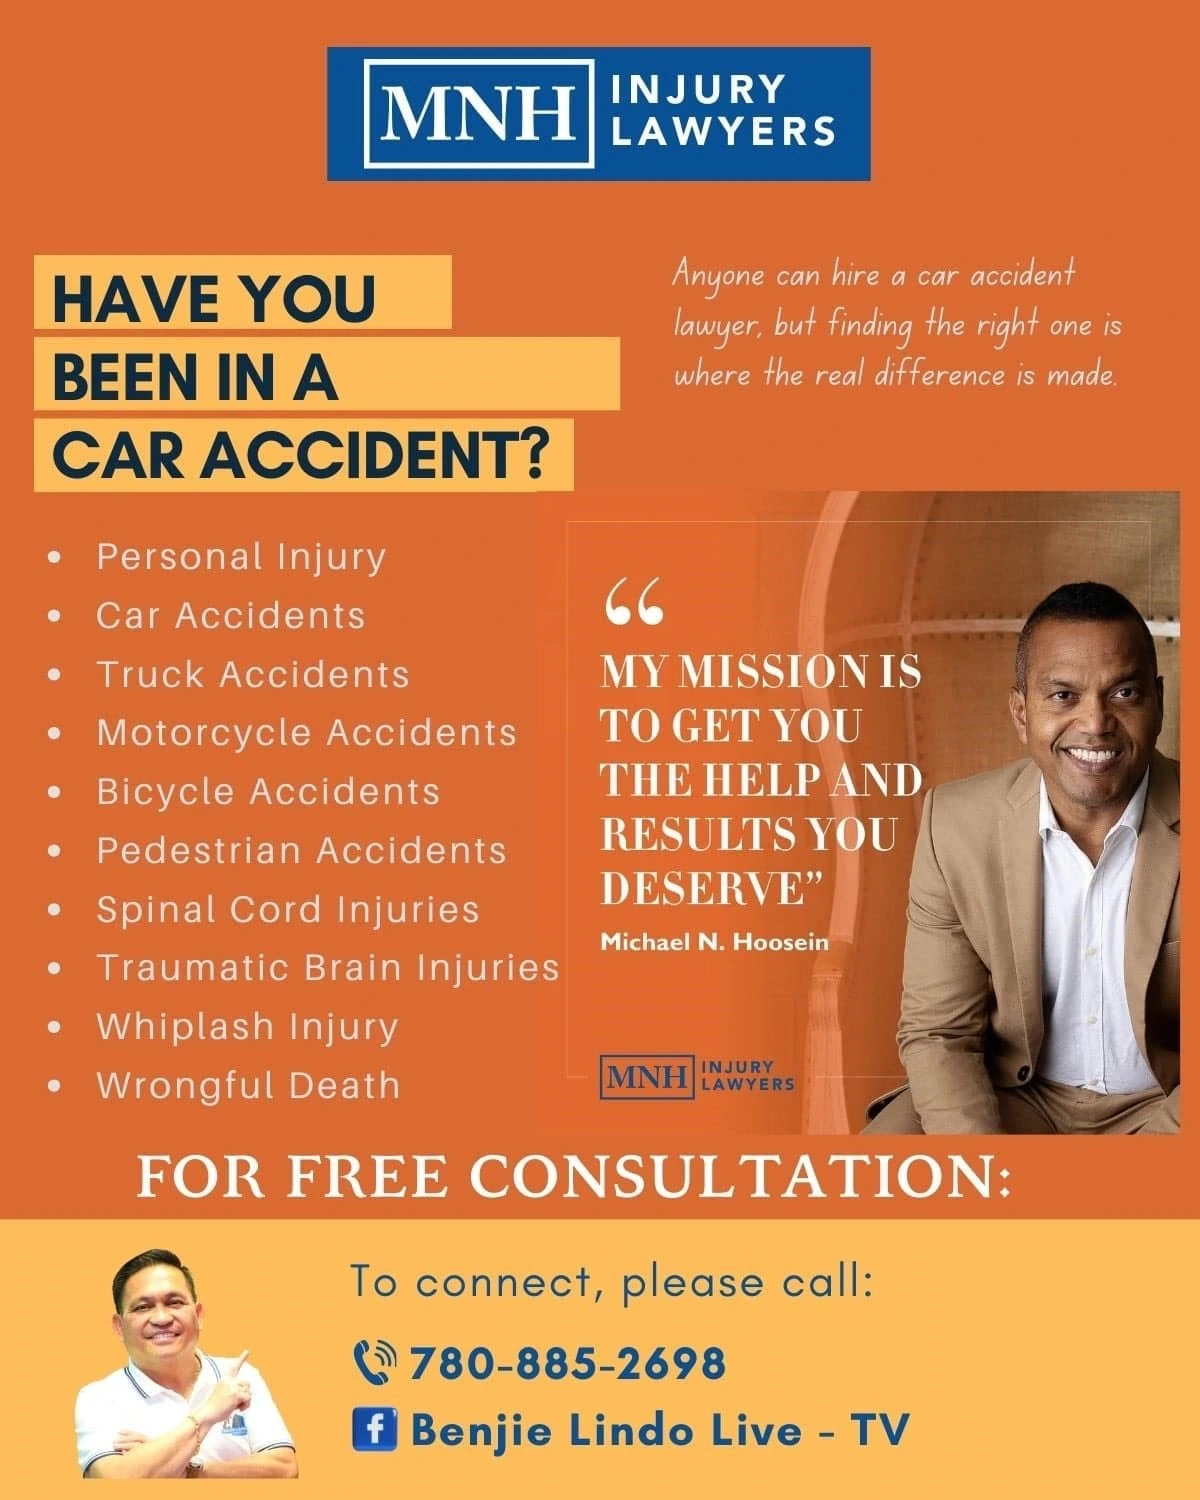 MNH INJURY
LAWYERS
HAVE YOU
BEEN IN A
CAR ACCIDENT?
Anyone can hire a car accident
lawyer, but finding the right one is
where the real difference is made.
• Personal Injury
• Car Accidents
• Truck Accidents
• Motorcycle Accidents
• Bicycle Accidents
• Pedestrian Accidents
• Spinal Cord Injuries
• Traumatic Brain Injuries
• Whiplash Injury
• Wrongful Death
“
MY MISSION IS
TO GET YOU
THE HELP AND
RESULTS YOU
DESERVE”
Michael N. Hoosein
MNH INJURY
LAWYERS
FOR FREE CONSULTATION:
To connect, please call:
780-885-2698
f Benjie Lindo Live - TV